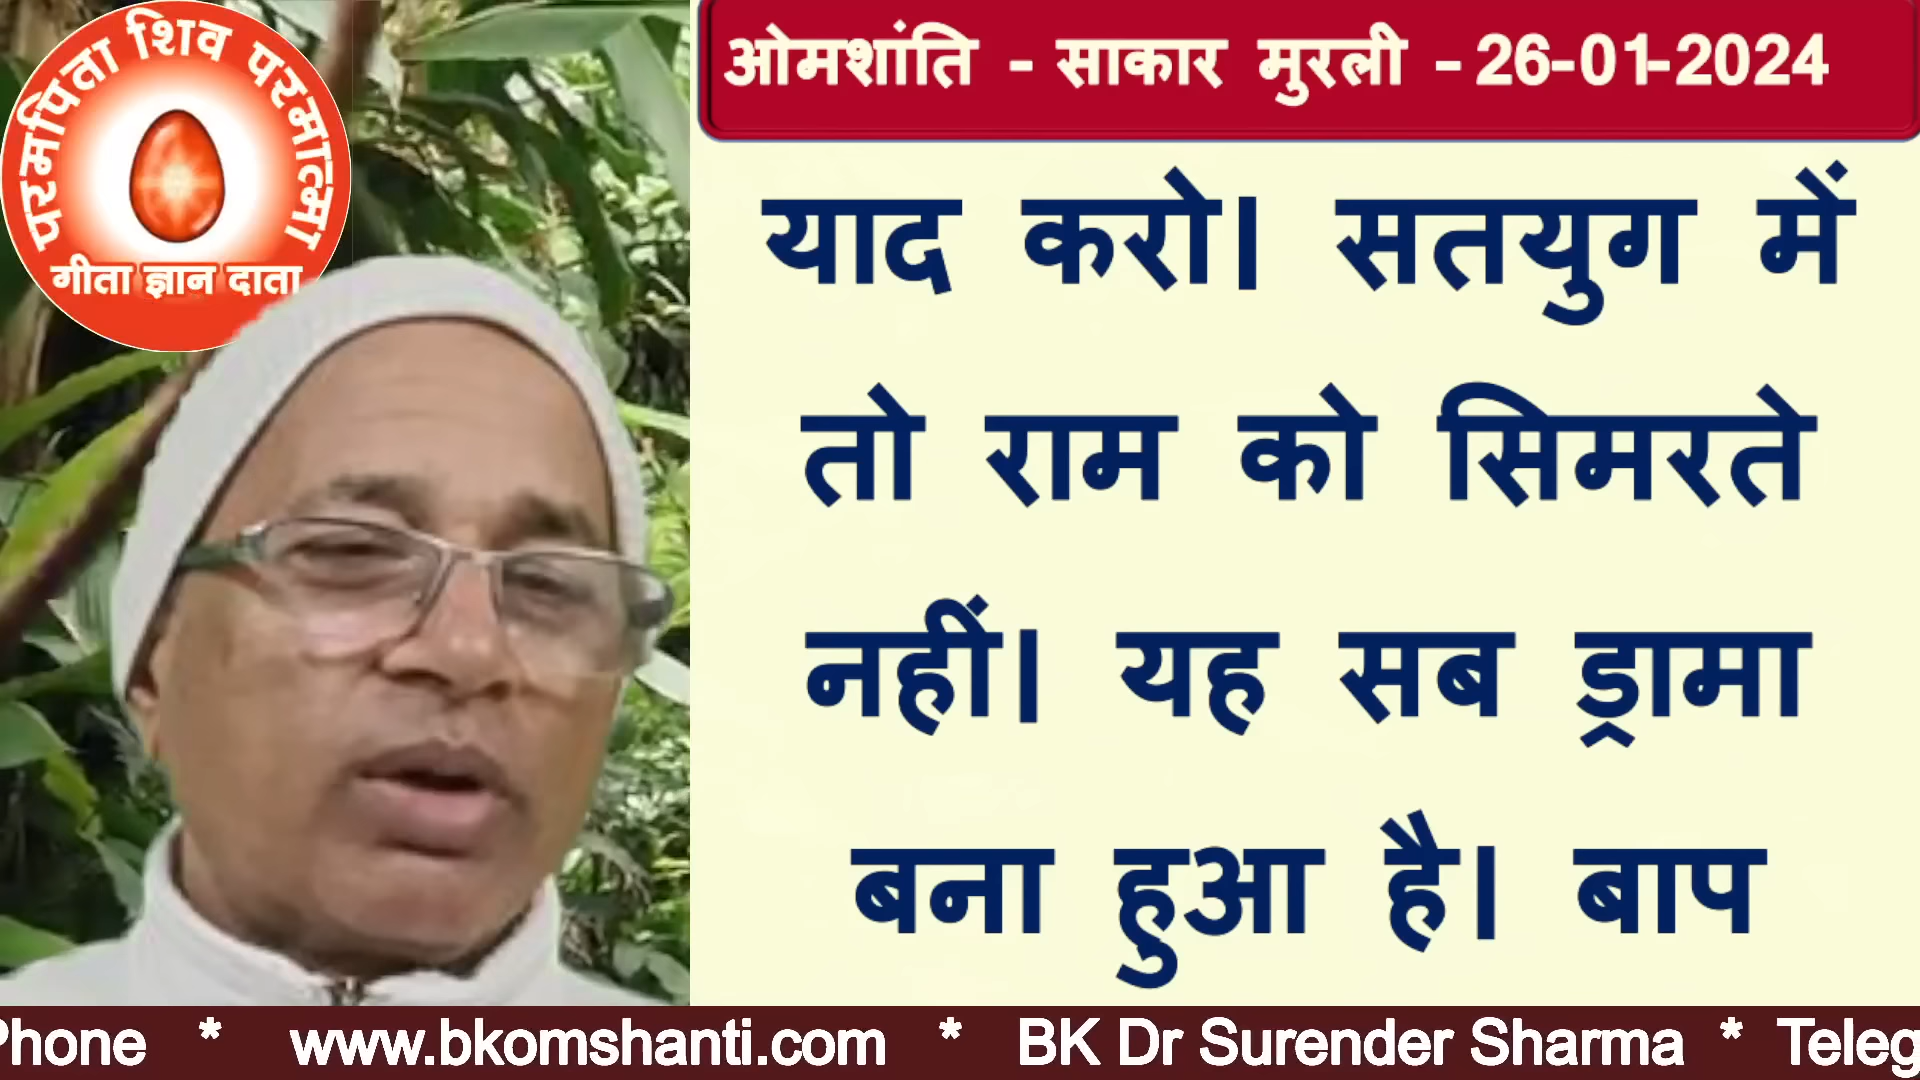 परमपिता शिव परमात्मा
गीता ज्ञान दाता
ओमशांति - साकार मुरली - 26-01-2024
याद करो। सतयुग में
तो राम को सिमरते
नहीं। यह सब ड्रामा
बना हुआ है। बाप
Phone * www.bkomshanti.com * BK Dr Surender Sharma * Teleg